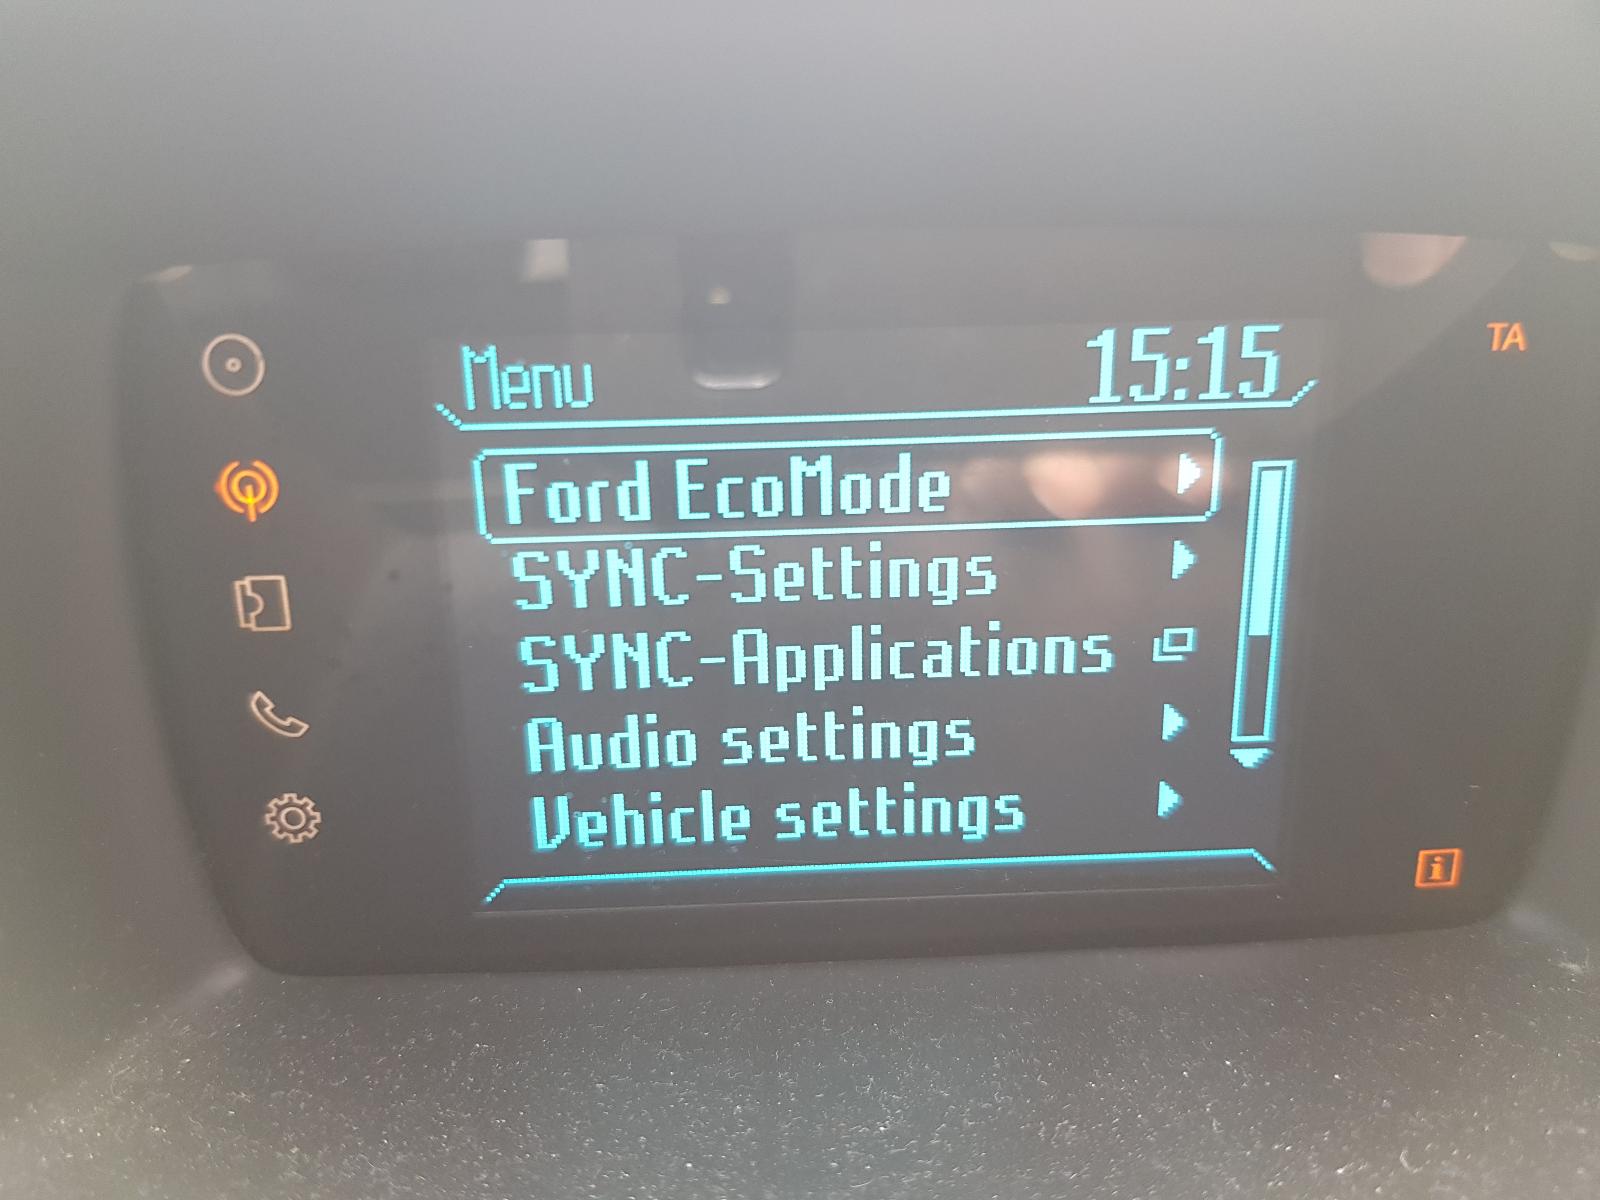 Menu 15:15
TA
Ford EcoMode
SYNC-Settings
SYNC-Applications
Audio settings
Vehicle settings
i